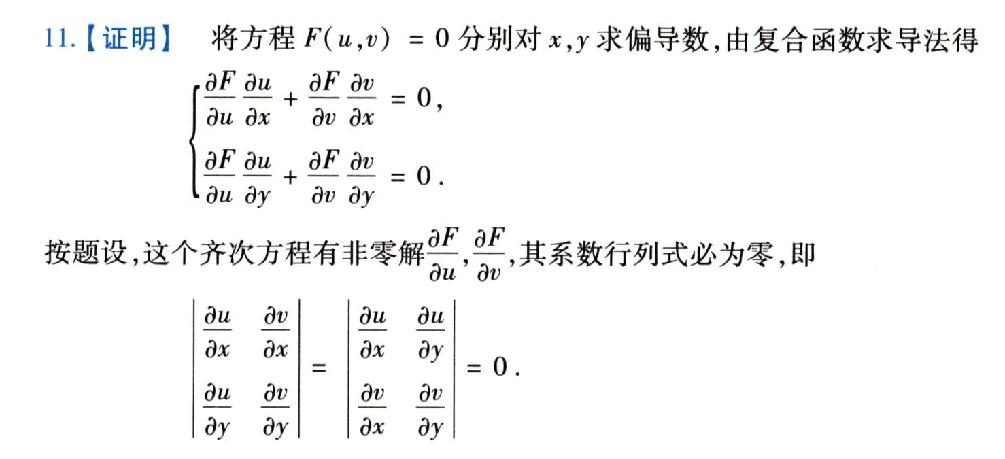 11.【证明】 将方程 F(u,v) = 0 分别对 x,y 求偏导数,由复合函数求导法得
$\begin{cases} \frac{\partial F}{\partial u}\frac{\partial u}{\partial x} + \frac{\partial F}{\partial v}\frac{\partial v}{\partial x} = 0, \\ \frac{\partial F}{\partial u}\frac{\partial u}{\partial y} + \frac{\partial F}{\partial v}\frac{\partial v}{\partial y} = 0. \end{cases}$
按题设,这个齐次方程有非零解$\frac{\partial F}{\partial u},\frac{\partial F}{\partial v}$,其系数行列式必为零,即
$\begin{vmatrix} \frac{\partial u}{\partial x} & \frac{\partial v}{\partial x} \\ \frac{\partial u}{\partial y} & \frac{\partial v}{\partial y} \end{vmatrix} = \begin{vmatrix} \frac{\partial u}{\partial x} & \frac{\partial u}{\partial y} \\ \frac{\partial v}{\partial x} & \frac{\partial v}{\partial y} \end{vmatrix} = 0.$